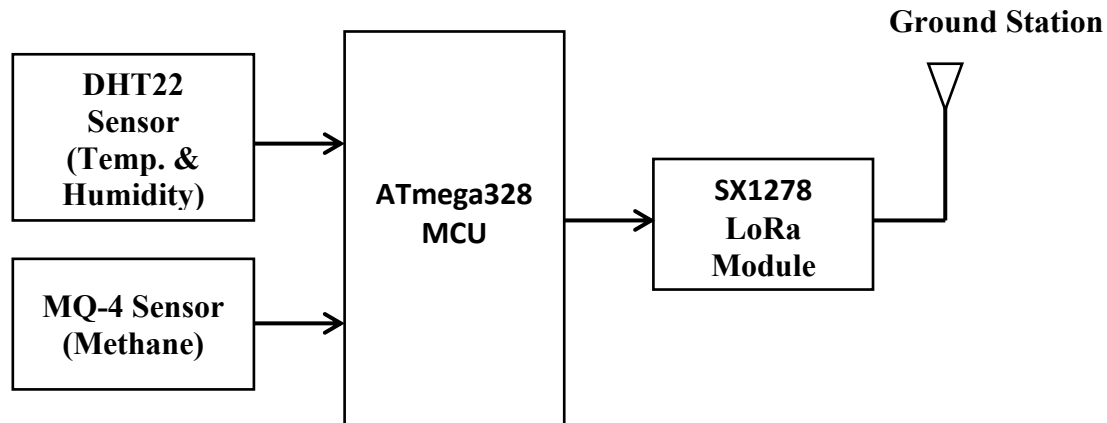 Ground Station
DHT22
Sensor
(Temp. &
Humidity)
ATmega328
MCU
SX1278
LoRa
Module
MQ-4 Sensor
(Methane)